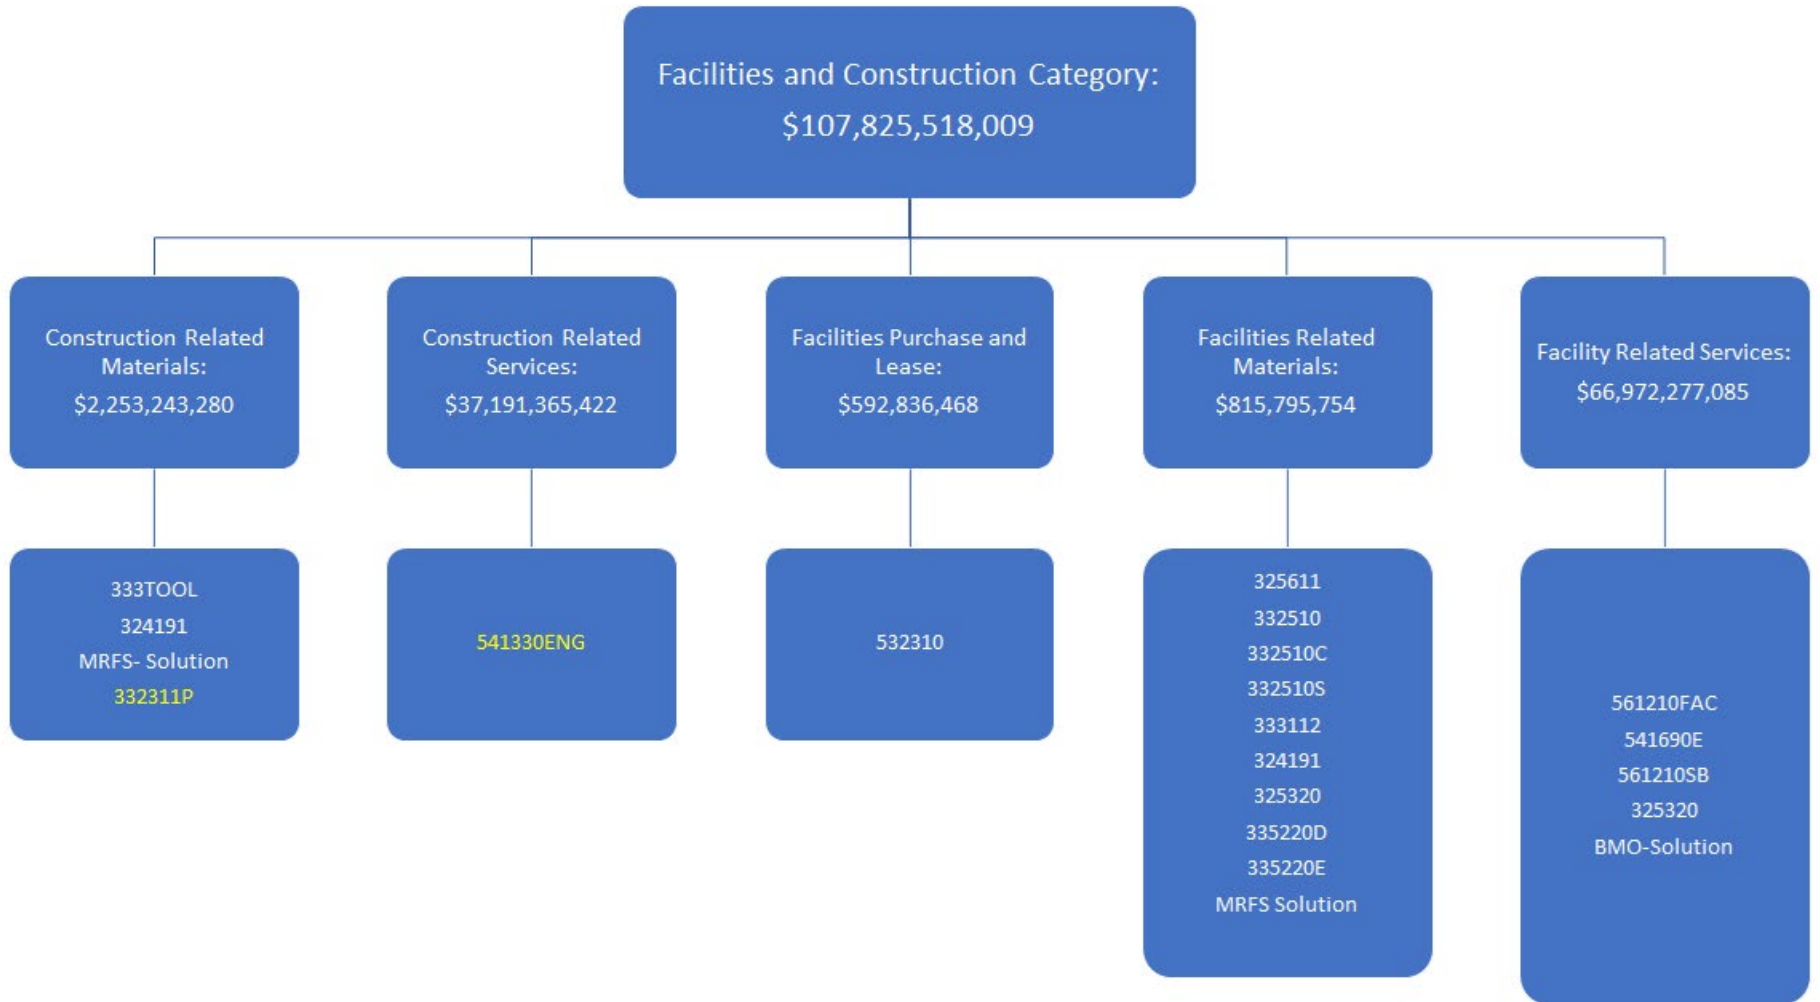 Facilities and Construction Category:
$107,825,518,009
Construction Related
Materials:
$2,253,243,280
Construction Related
Services:
$37,191,365,422
Facilities Purchase and
Lease:
$592,836,468
Facilities Related
Materials:
$815,795,754
Facility Related Services:
$66,972,277,085
333TOOL
324191
MRFS- Solution
332311P
541330ENG
532310
325611
332510
332510C
332510S
333112
324191
325320
335220D
335220E
MRFS Solution
561210FAC
541690E
561210SB
325320
BMO-Solution